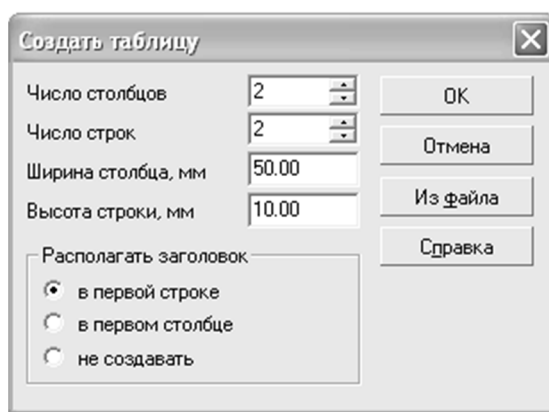 Создать таблицу
Число столбцов 2
Число строк 2
Ширина столбца, мм 50.00
Высота строки, мм 10.00
Располагать заголовок
в первой строке
в первом столбце
не создавать
OK
Отмена
Из файла
Справка